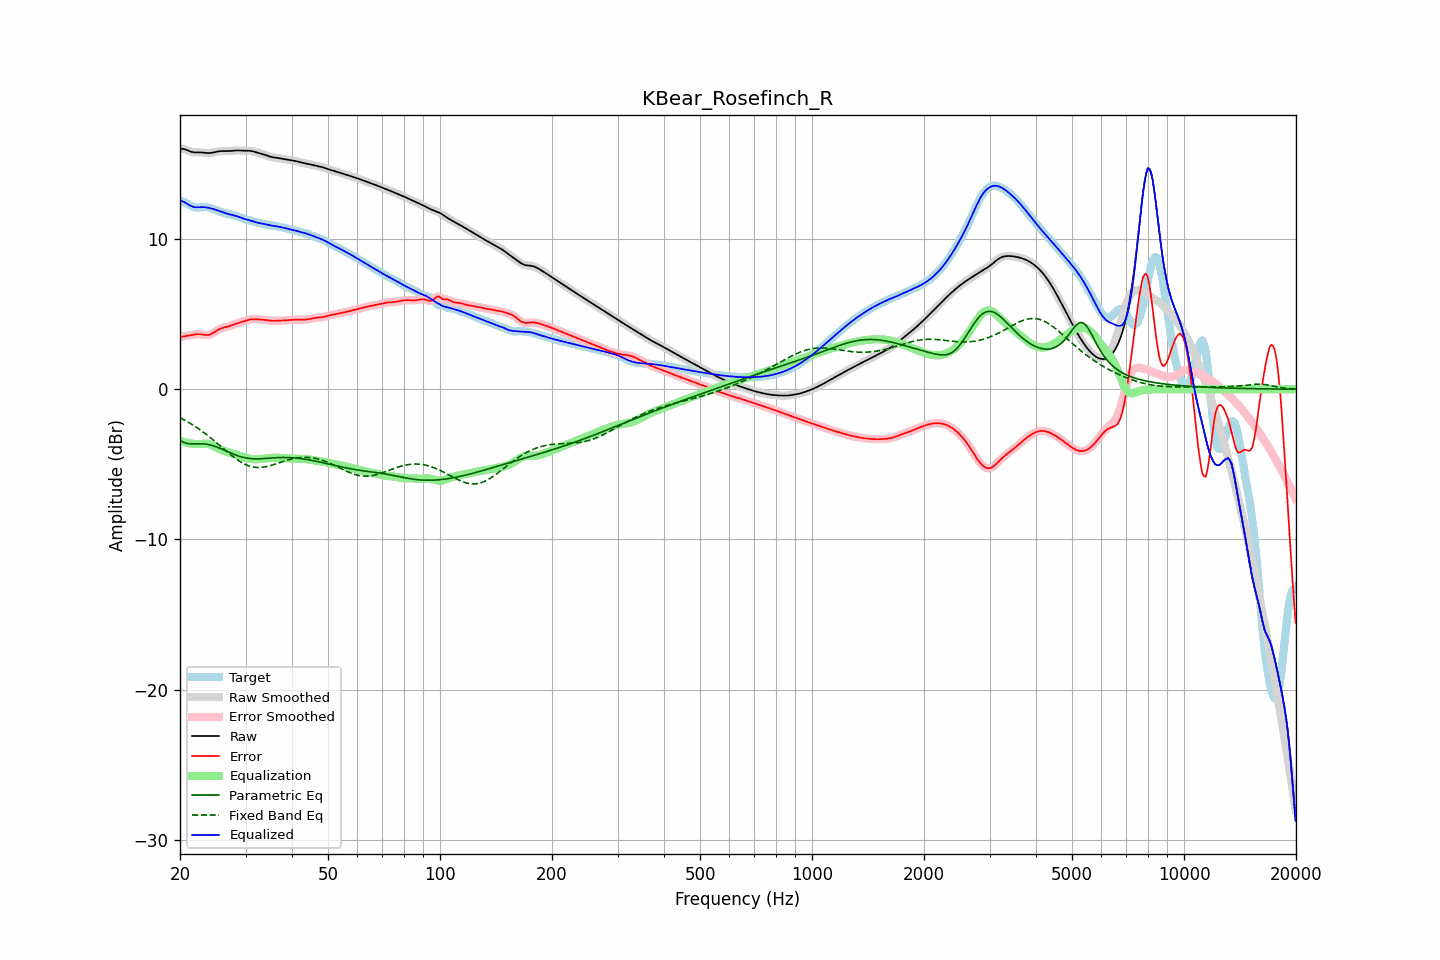 KBear_Rosefinch_R
Amplitude (dBr)
10
0
−10
−20
−30
Target
Raw Smoothed
Error Smoothed
Raw
Error
Equalization
Parametric Eq
Fixed Band Eq
Equalized
20 50 100 200 500 1000 2000 5000 10000 20000
Frequency (Hz)